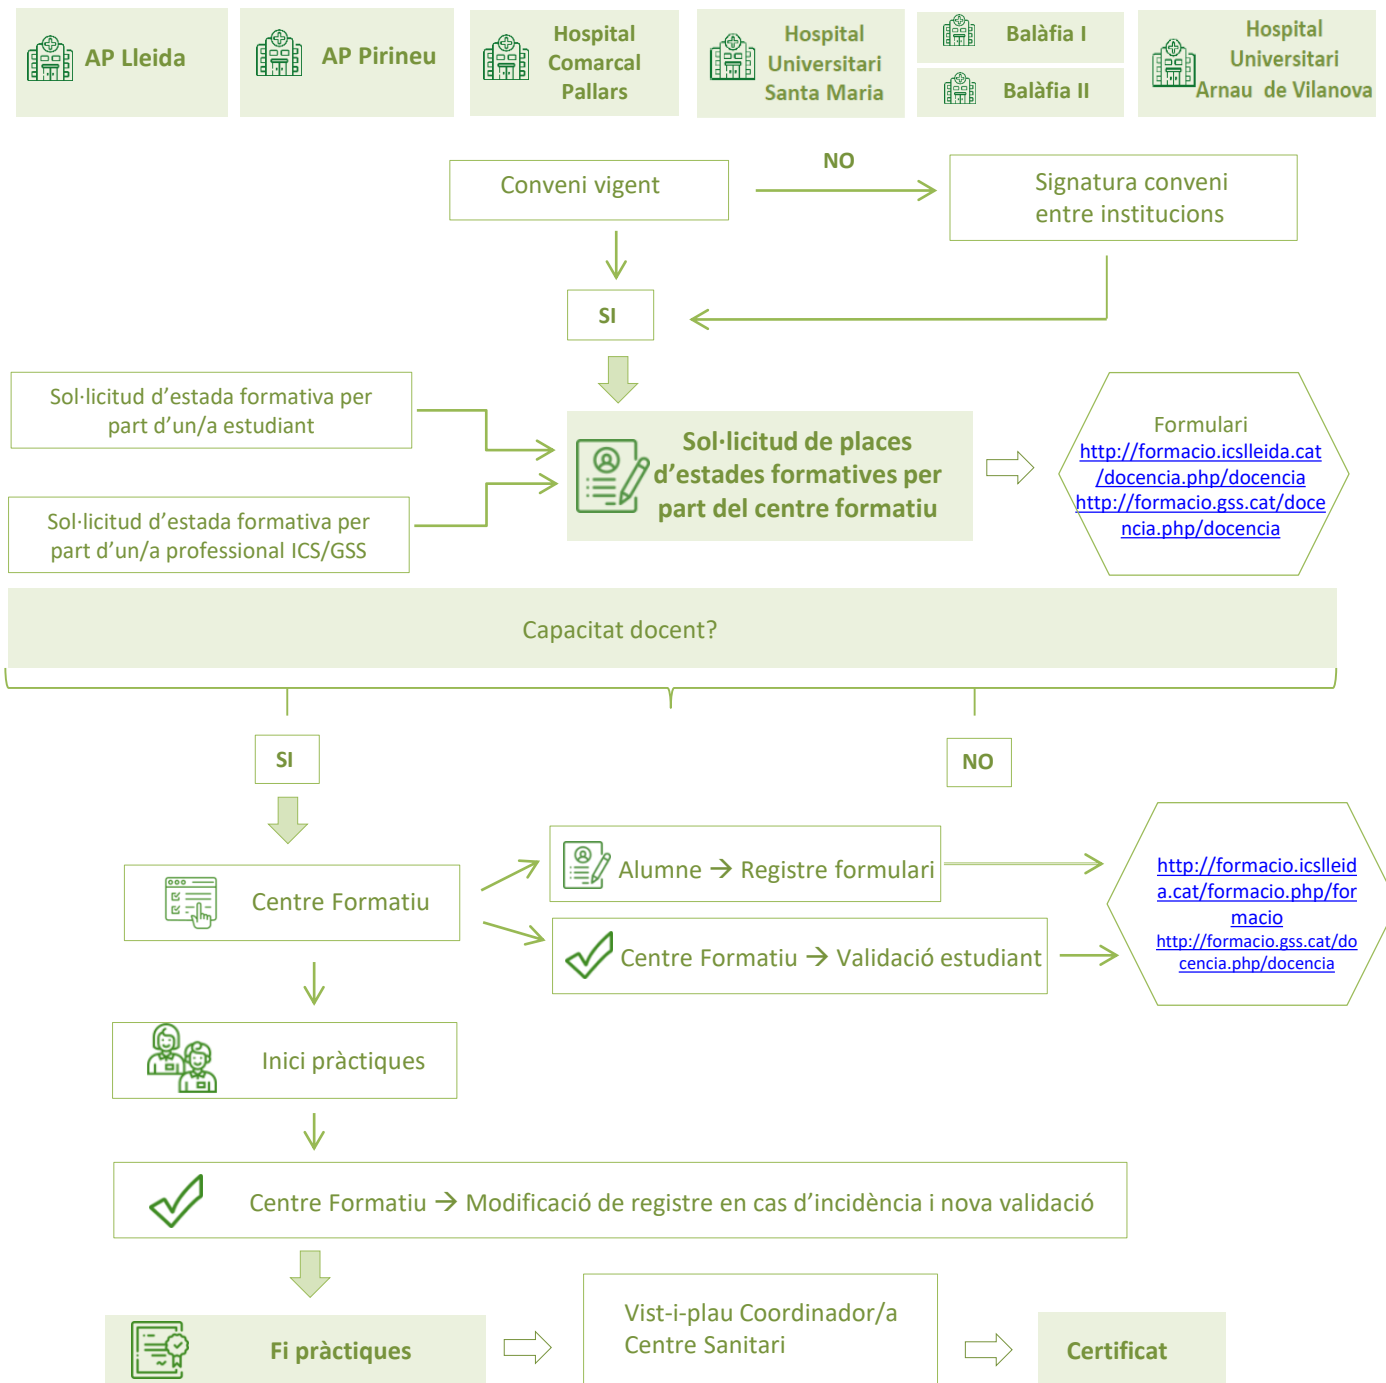 AP Lleida
AP Pirineu
Hospital
Comarcal
Pallars
Hospital
Universitari
Santa Maria
Balàfia I
Balàfia II
Hospital
Universitari
Arnau de Vilanova
Conveni vigent
NO
Signatura conveni
entre institucions
SI
Sol·licitud d'estada formativa per
part d'un/a estudiant
Sol·licitud d'estada formativa per
part d'un/a professional ICS/GSS
Sol·licitud de places
d'estades formatives per
part del centre formatiu
Formulari
http://formacio.icslleida.cat
/docencia.php/docencia
http://formacio.gss.cat/doce
ncia.php/docencia
Capacitat docent?
SI
NO
Centre Formatiu
Alumne → Registre formulari
Centre Formatiu → Validació estudiant
http://formacio.icslleid
a.cat/formacio.php/for
macio
http://formacio.gss.cat/do
cencia.php/docencia
Inici pràctiques
Centre Formatiu → Modificació de registre en cas d'incidència i nova validació
Fi pràctiques
Vist-i-plau Coordinador/a
Centre Sanitari
Certificat